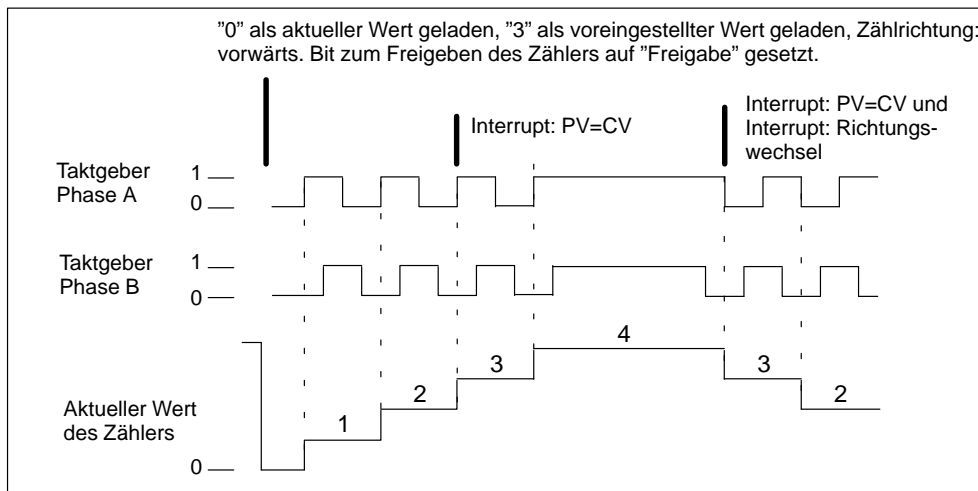 ”0” als aktueller Wert geladen, ”3” als voreingestellter Wert geladen, Zählrichtung:
vorwärts. Bit zum Freigeben des Zählers auf ”Freigabe” gesetzt.
Interrupt: PV=CV
Interrupt: PV=CV und
Interrupt: Richtungs-
wechsel
Taktgeber
Phase A
1
0
Taktgeber
Phase B
1
0
Aktueller Wert
des Zählers
0
1
2
3
4
3
2